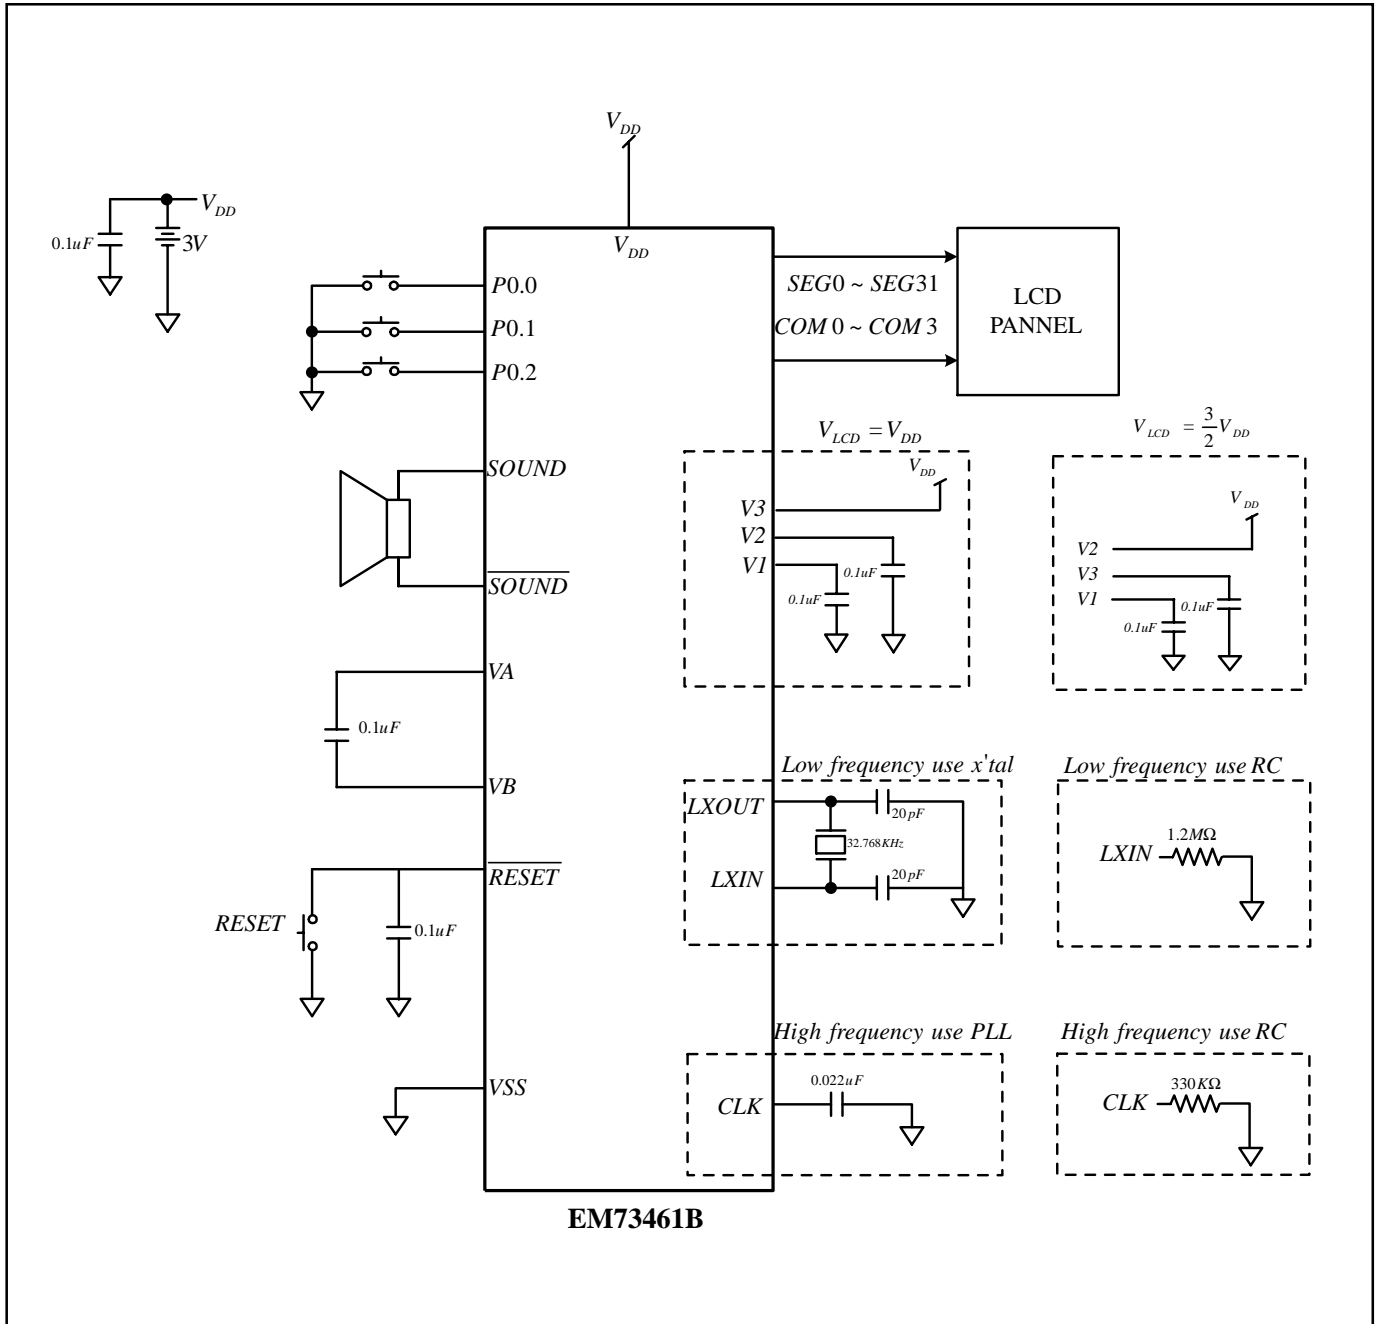 V_DD
V_DD
0.1uF
3V
V_DD
P0.0
P0.1
P0.2
SEG0 ~ SEG31
COM 0 ~ COM 3
LCD
PANNEL
SOUND
SOUND
V_LCD = V_DD
V_DD
V3
V2
V1
0.1uF
0.1uF
V_LCD = 3/2 V_DD
V_DD
V2
V3
V1
0.1uF
0.1uF
VA
0.1uF
VB
Low frequency use x'tal
LXOUT
20pF
32.768KHz
LXIN
20pF
Low frequency use RC
1.2MΩ
LXIN
RESET
RESET
0.1uF
High frequency use PLL
0.022uF
CLK
High frequency use RC
330KΩ
CLK
VSS
EM73461B